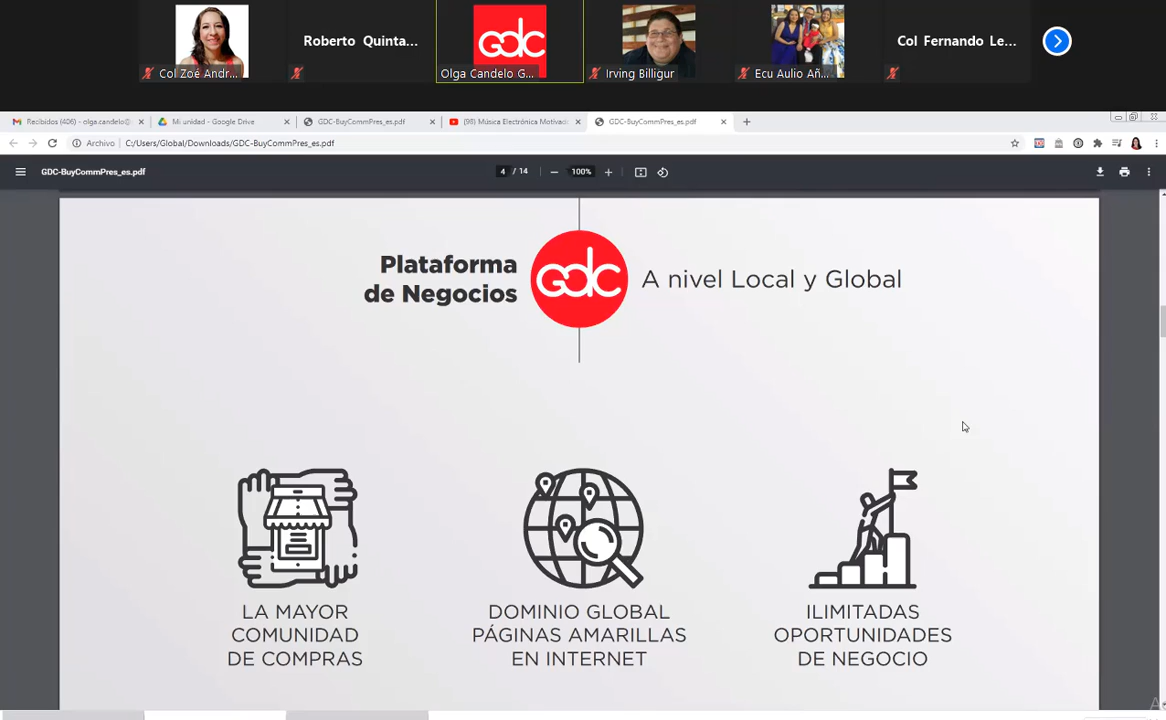 Col Zoé Andr...
Roberto Quinta...
GDC
Olga Candelo G...
Irving Billigur
Ecu Aulio Añ...
Col Fernando Le...
Recibidos (406) - olga.candelo@
Mi unidad - Google Drive
GDC-BuyCommPres_es.pdf
(98) Música Electrónica Motivaci
GDC-BuyCommPres_es.pdf
Archivo
C:/Users/Global/Downloads/GDC-BuyCommPres_es.pdf
GDC-BuyCommPres_es.pdf
4 / 14
100%
Plataforma
de Negocios
GDC
A nivel Local y Global
LA MAYOR
COMUNIDAD
DE COMPRAS
DOMINIO GLOBAL
PÁGINAS AMARILLAS
EN INTERNET
ILIMITADAS
OPORTUNIDADES
DE NEGOCIO